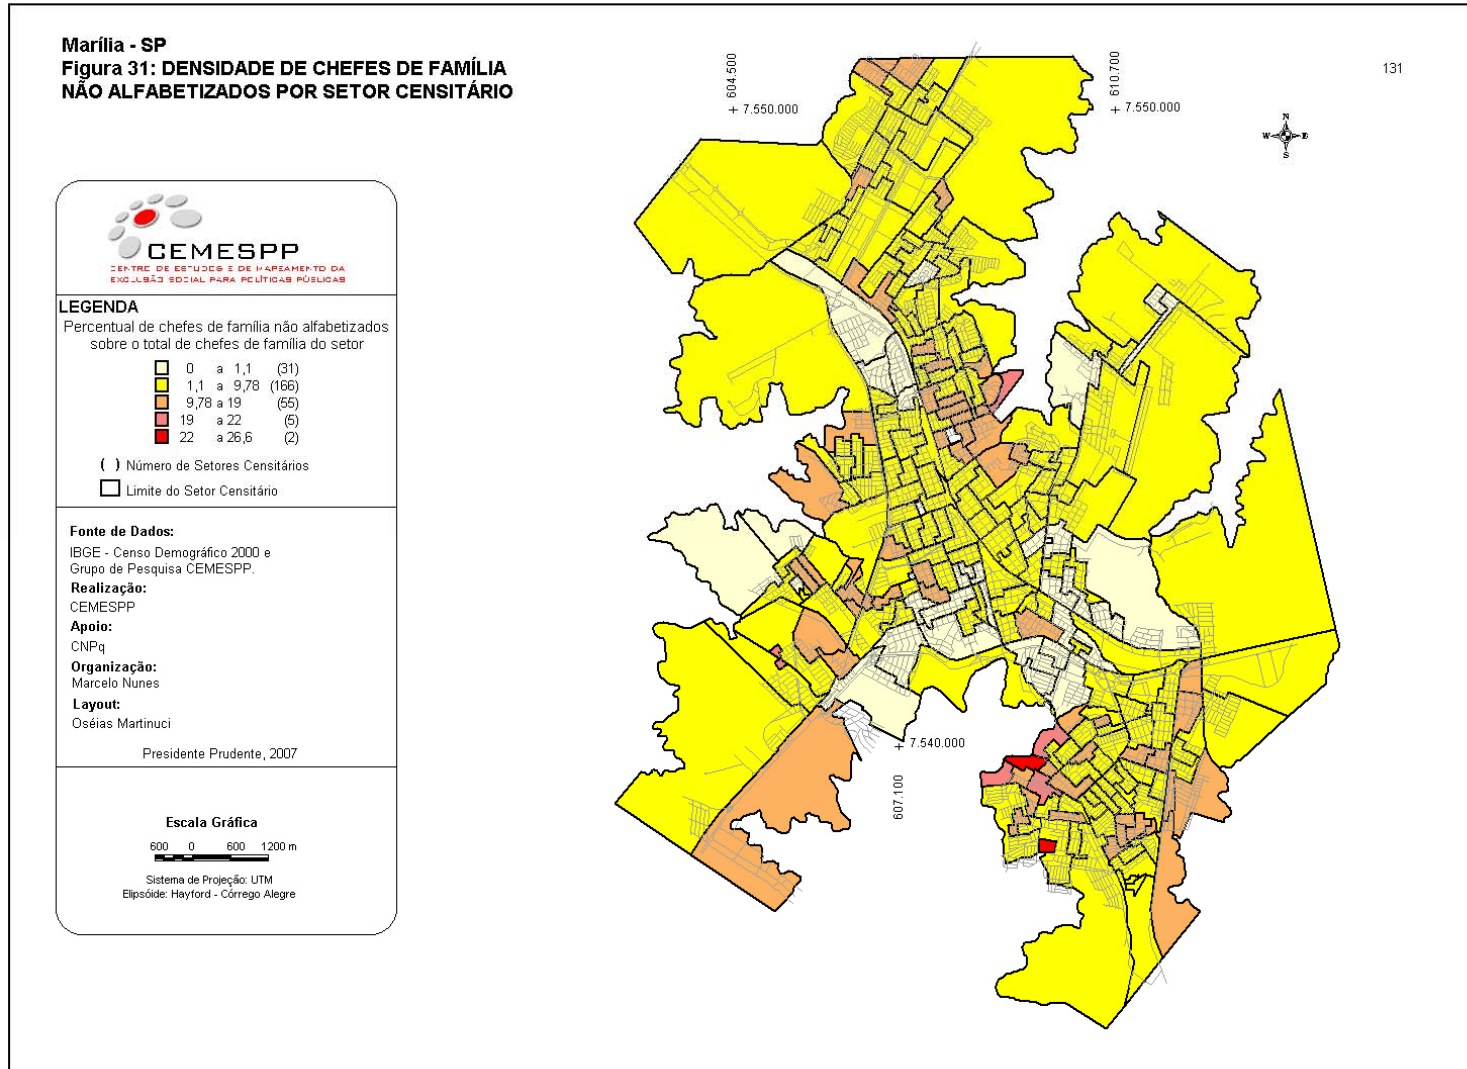 Marília - SP
Figura 31: DENSIDADE DE CHEFES DE FAMÍLIA
NÃO ALFABETIZADOS POR SETOR CENSITÁRIO
131
604.500
+ 7.550.000
610.700
+ 7.550.000
N
W E
S
CEMESPP
CENTRO DE ESTUDOS E DE MAPEAMENTO DA
EXCLUSÃO SOCIAL PARA POLÍTICAS PÚBLICAS
LEGENDA
Percentual de chefes de família não alfabetizados
sobre o total de chefes de família do setor
0 a 1,1 (31)
1,1 a 9,78 (166)
9,78 a 19 (55)
19 a 22 (5)
22 a 26,6 (2)
( ) Número de Setores Censitários
Limite do Setor Censitário
Fonte de Dados:
IBGE - Censo Demográfico 2000 e
Grupo de Pesquisa CEMESPP.
Realização:
CEMESPP
Apoio:
CNPq
Organização:
Marcelo Nunes
Layout:
Oséias Martinuci
Presidente Prudente, 2007
+ 7.540.000
607.100
Escala Gráfica
600 0 600 1200 m
Sistema de Projeção: UTM
Elipsóide: Hayford - Córrego Alegre